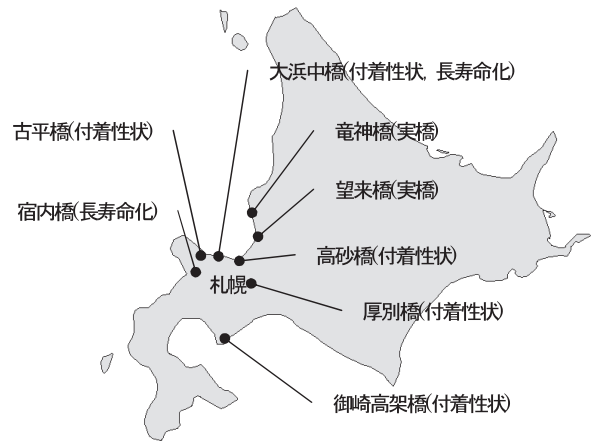 大浜中橋(付着性状, 長寿命化)
古平橋(付着性状)
竜神橋(実橋)
望来橋(実橋)
宿内橋(長寿命化)
高砂橋(付着性状)
札幌
厚別橋(付着性状)
御崎高架橋(付着性状)